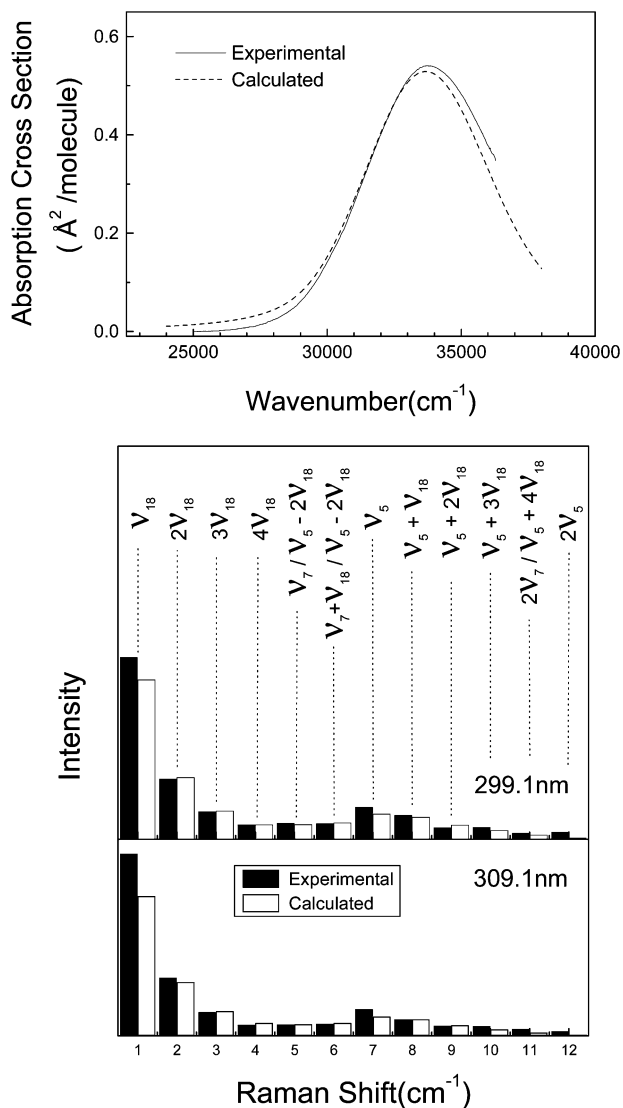 Absorption Cross Section
( Å² /molecule)
0.6
0.4
0.2
0.0
Experimental
Calculated
25000 30000 35000 40000
Wavenumber(cm⁻¹)
Intensity
ν₁₈
2ν₁₈
3ν₁₈
4ν₁₈
ν₇ / ν₅ - 2ν₁₈
ν₇+ν₁₈ / ν₅ - 2ν₁₈
ν₅
ν₅ + ν₁₈
ν₅ + 2ν₁₈
ν₅ + 3ν₁₈
2ν₇ / ν₅ + 4ν₁₈
2ν₅
299.1nm
Experimental
Calculated
309.1nm
1 2 3 4 5 6 7 8 9 10 11 12
Raman Shift(cm⁻¹)